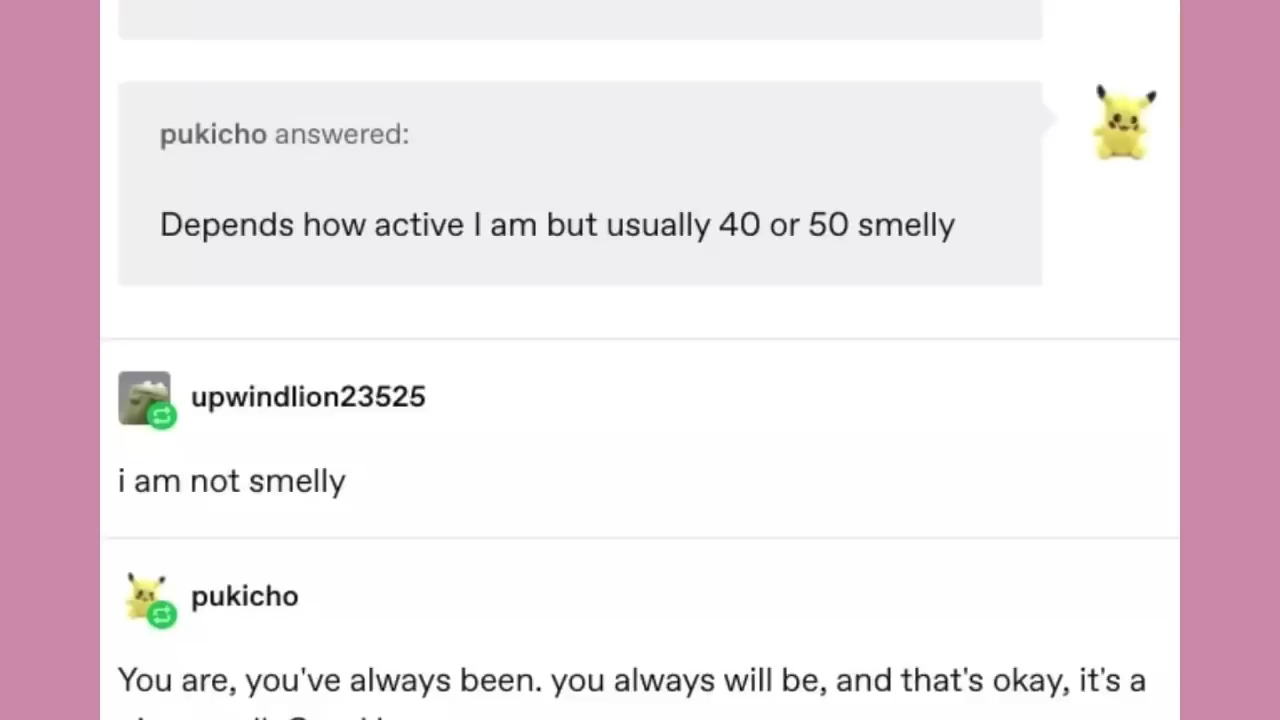 pukicho answered:
Depends how active I am but usually 40 or 50 smelly
upwindlion23525
i am not smelly
pukicho
You are, you've always been. you always will be, and that's okay, it's a